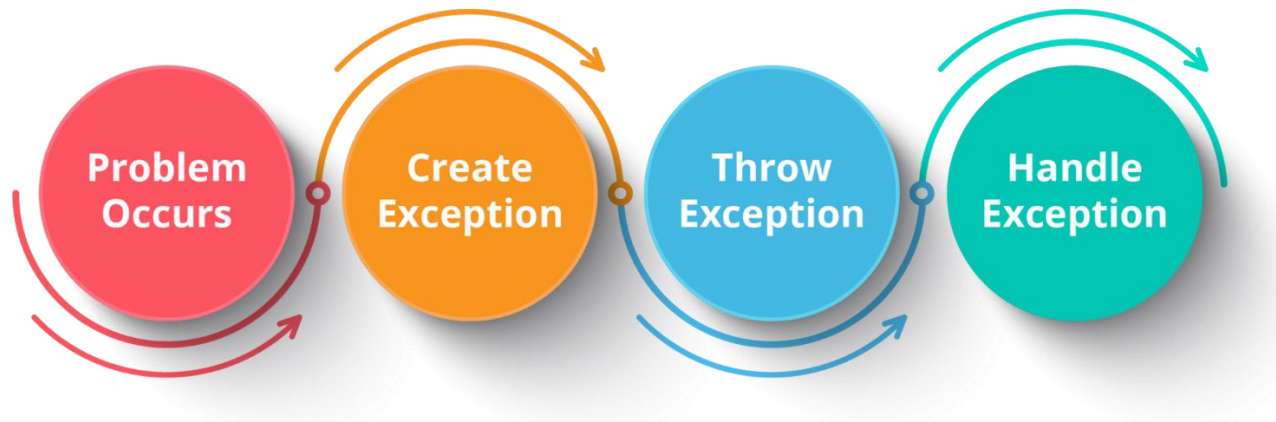 Problem
Occurs
Create
Exception
Throw
Exception
Handle
Exception